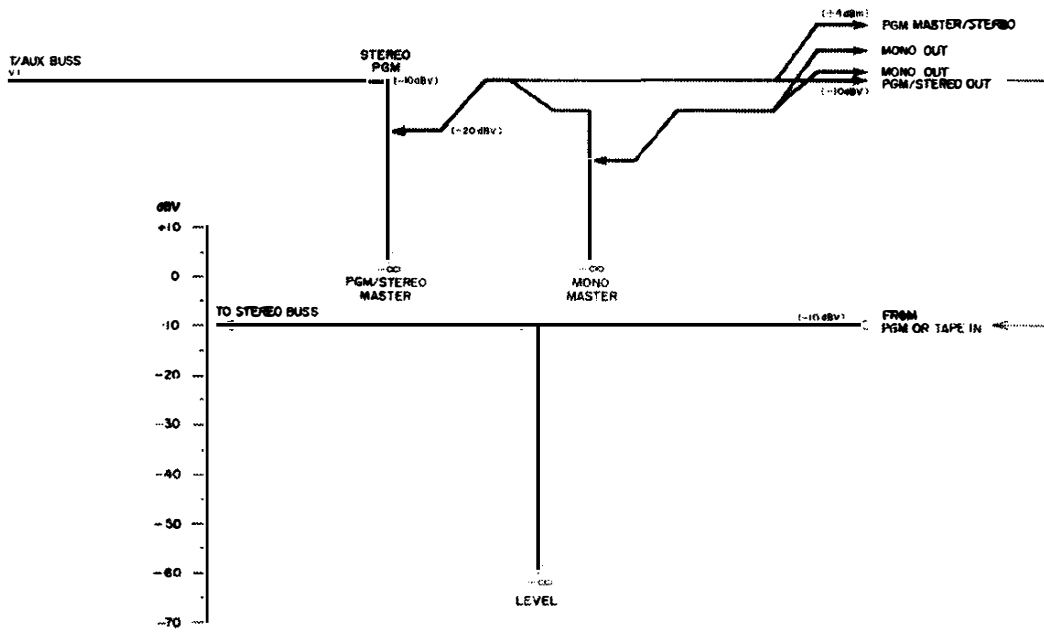 (+4dBm)
PGM MASTER/STEREO
T/AUX BUSS
STEREO
PGM
MONO OUT
(-10dBV)
MONO OUT
PGM/STEREO OUT
(-10dBV)
(-20dBV)
dBV
+10
0
-10
-20
-30
-40
-50
-60
-70
-∞
PGM/STEREO
MASTER
-∞
MONO
MASTER
TO STEREO BUSS
(-10dBV)
FROM
PGM OR TAPE IN
-∞
LEVEL